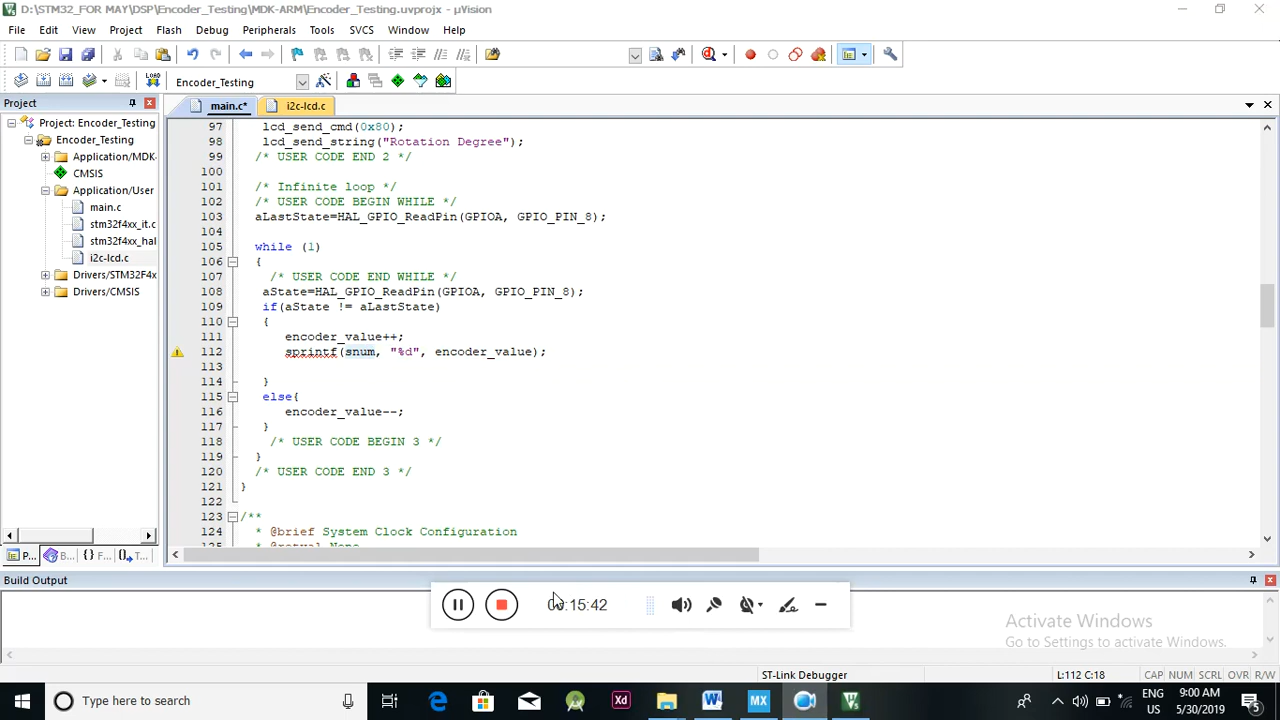 D:\STM32_FOR MAY\DSP\Encoder_Testing\MDK-ARM\Encoder_Testing.uvprojx - µVision
File Edit View Project Flash Debug Peripherals Tools SVCS Window Help
LOAD Encoder_Testing
Project
main.c* i2c-lcd.c
Project: Encoder_Testing
Encoder_Testing
Application/MDK-
CMSIS
Application/User
main.c
stm32f4xx_it.c
stm32f4xx_hal
i2c-lcd.c
Drivers/STM32F4x
Drivers/CMSIS
97 lcd_send_cmd(0x80);
98 lcd_send_string("Rotation Degree");
99 /* USER CODE END 2 */
100
101 /* Infinite loop */
102 /* USER CODE BEGIN WHILE */
103 aLastState=HAL_GPIO_ReadPin(GPIOA, GPIO_PIN_8);
104
105 while (1)
106 {
107 /* USER CODE END WHILE */
108 aState=HAL_GPIO_ReadPin(GPIOA, GPIO_PIN_8);
109 if(aState != aLastState)
110 {
111 encoder_value++;
112 sprintf(snum, "%d", encoder_value);
113
114 }
115 else{
116 encoder_value--;
117 }
118 /* USER CODE BEGIN 3 */
119 }
120 /* USER CODE END 3 */
121 }
122
123 /**
124 * @brief System Clock Configuration
125 * @retval None
P... B... {} F... T...
Build Output
:15:42
Activate Windows
Go to Settings to activate Windows.
ST-Link Debugger L:112 C:18 CAP NUM SCRL OVR R/W
Type here to search
Xd
MX
ENG
US
9:00 AM
5/30/2019
5